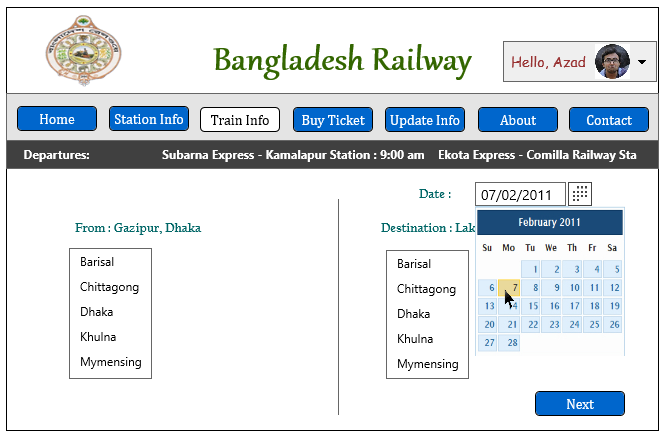 Bangladesh Railway
Hello, Azad
Home Station Info Train Info Buy Ticket Update Info About Contact
Departures: Subarna Express - Kamalapur Station : 9:00 am Ekota Express - Comilla Railway Sta
Date : 07/02/2011
February 2011
From : Gazipur, Dhaka
Destination : Lak
Su Mo Tu We Th Fr Sa
1 2 3 4 5
6 7 8 9 10 11 12
13 4 15 16 17 18 19
20 21 22 23 24 25 26
27 28
Barisal
Chittagong
Dhaka
Khulna
Mymensing
Barisal
Chittagong
Dhaka
Khulna
Mymensing
Next